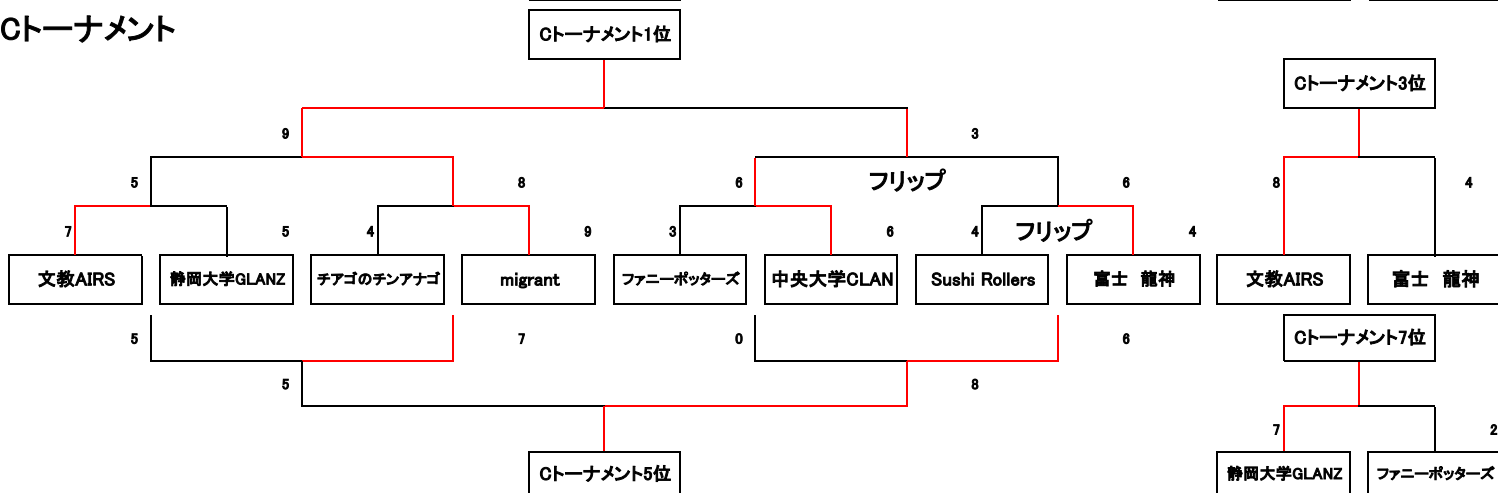 Cトーナメント
Cトーナメント1位
Cトーナメント3位
9 3
5 8 6 フリップ 6 8 4
7 5 4 9 3 6 4 フリップ 4
文教AIRS 静岡大学GLANZ チアゴのチンアナゴ migrant ファニーポッターズ 中央大学CLAN Sushi Rollers 富士　龍神 文教AIRS 富士　龍神
5 7 0 6 Cトーナメント7位
5 8
7 2
Cトーナメント5位 静岡大学GLANZ ファニーポッターズ